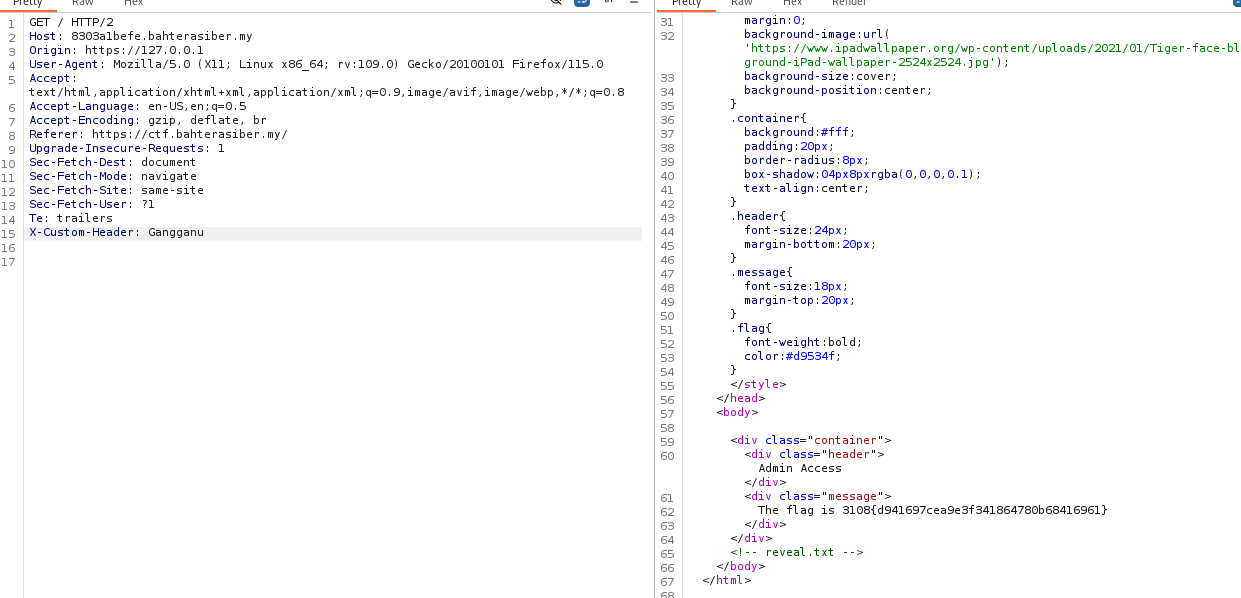 Pretty Raw Hex
1 GET / HTTP/2
2 Host: 8303a1befe.bahterasiber.my
3 Origin: https://127.0.0.1
4 User-Agent: Mozilla/5.0 (X11; Linux x86_64; rv:109.0) Gecko/20100101 Firefox/115.0
5 Accept:
text/html,application/xhtml+xml,application/xml;q=0.9,image/avif,image/webp,*/*;q=0.8
6 Accept-Language: en-US,en;q=0.5
7 Accept-Encoding: gzip, deflate, br
8 Referer: https://ctf.bahterasiber.my/
9 Upgrade-Insecure-Requests: 1
10 Sec-Fetch-Dest: document
11 Sec-Fetch-Mode: navigate
12 Sec-Fetch-Site: same-site
13 Sec-Fetch-User: ?1
14 Te: trailers
15 X-Custom-Header: Gangganu
16
17
Pretty Raw Hex Render
31 margin:0;
32 background-image:url(
'https://www.ipadwallpaper.org/wp-content/uploads/2021/01/Tiger-face-bl
ground-iPad-wallpaper-2524x2524.jpg');
33 background-size:cover;
34 background-position:center;
35 }
36 .container{
37 background:#fff;
38 padding:20px;
39 border-radius:8px;
40 box-shadow:04px8pxrgba(0,0,0,0.1);
41 text-align:center;
42 }
43 .header{
44 font-size:24px;
45 margin-bottom:20px;
46 }
47 .message{
48 font-size:18px;
49 margin-top:20px;
50 }
51 .flag{
52 font-weight:bold;
53 color:#d9534f;
54 }
55 </style>
56 </head>
57 <body>
58
59 <div class="container">
60 <div class="header">
Admin Access
</div>
61 <div class="message">
62 The flag is 3108{d941697cea9e3f341864780b68416961}
63 </div>
64 </div>
65 <!-- reveal.txt -->
66 </body>
67 </html>
68